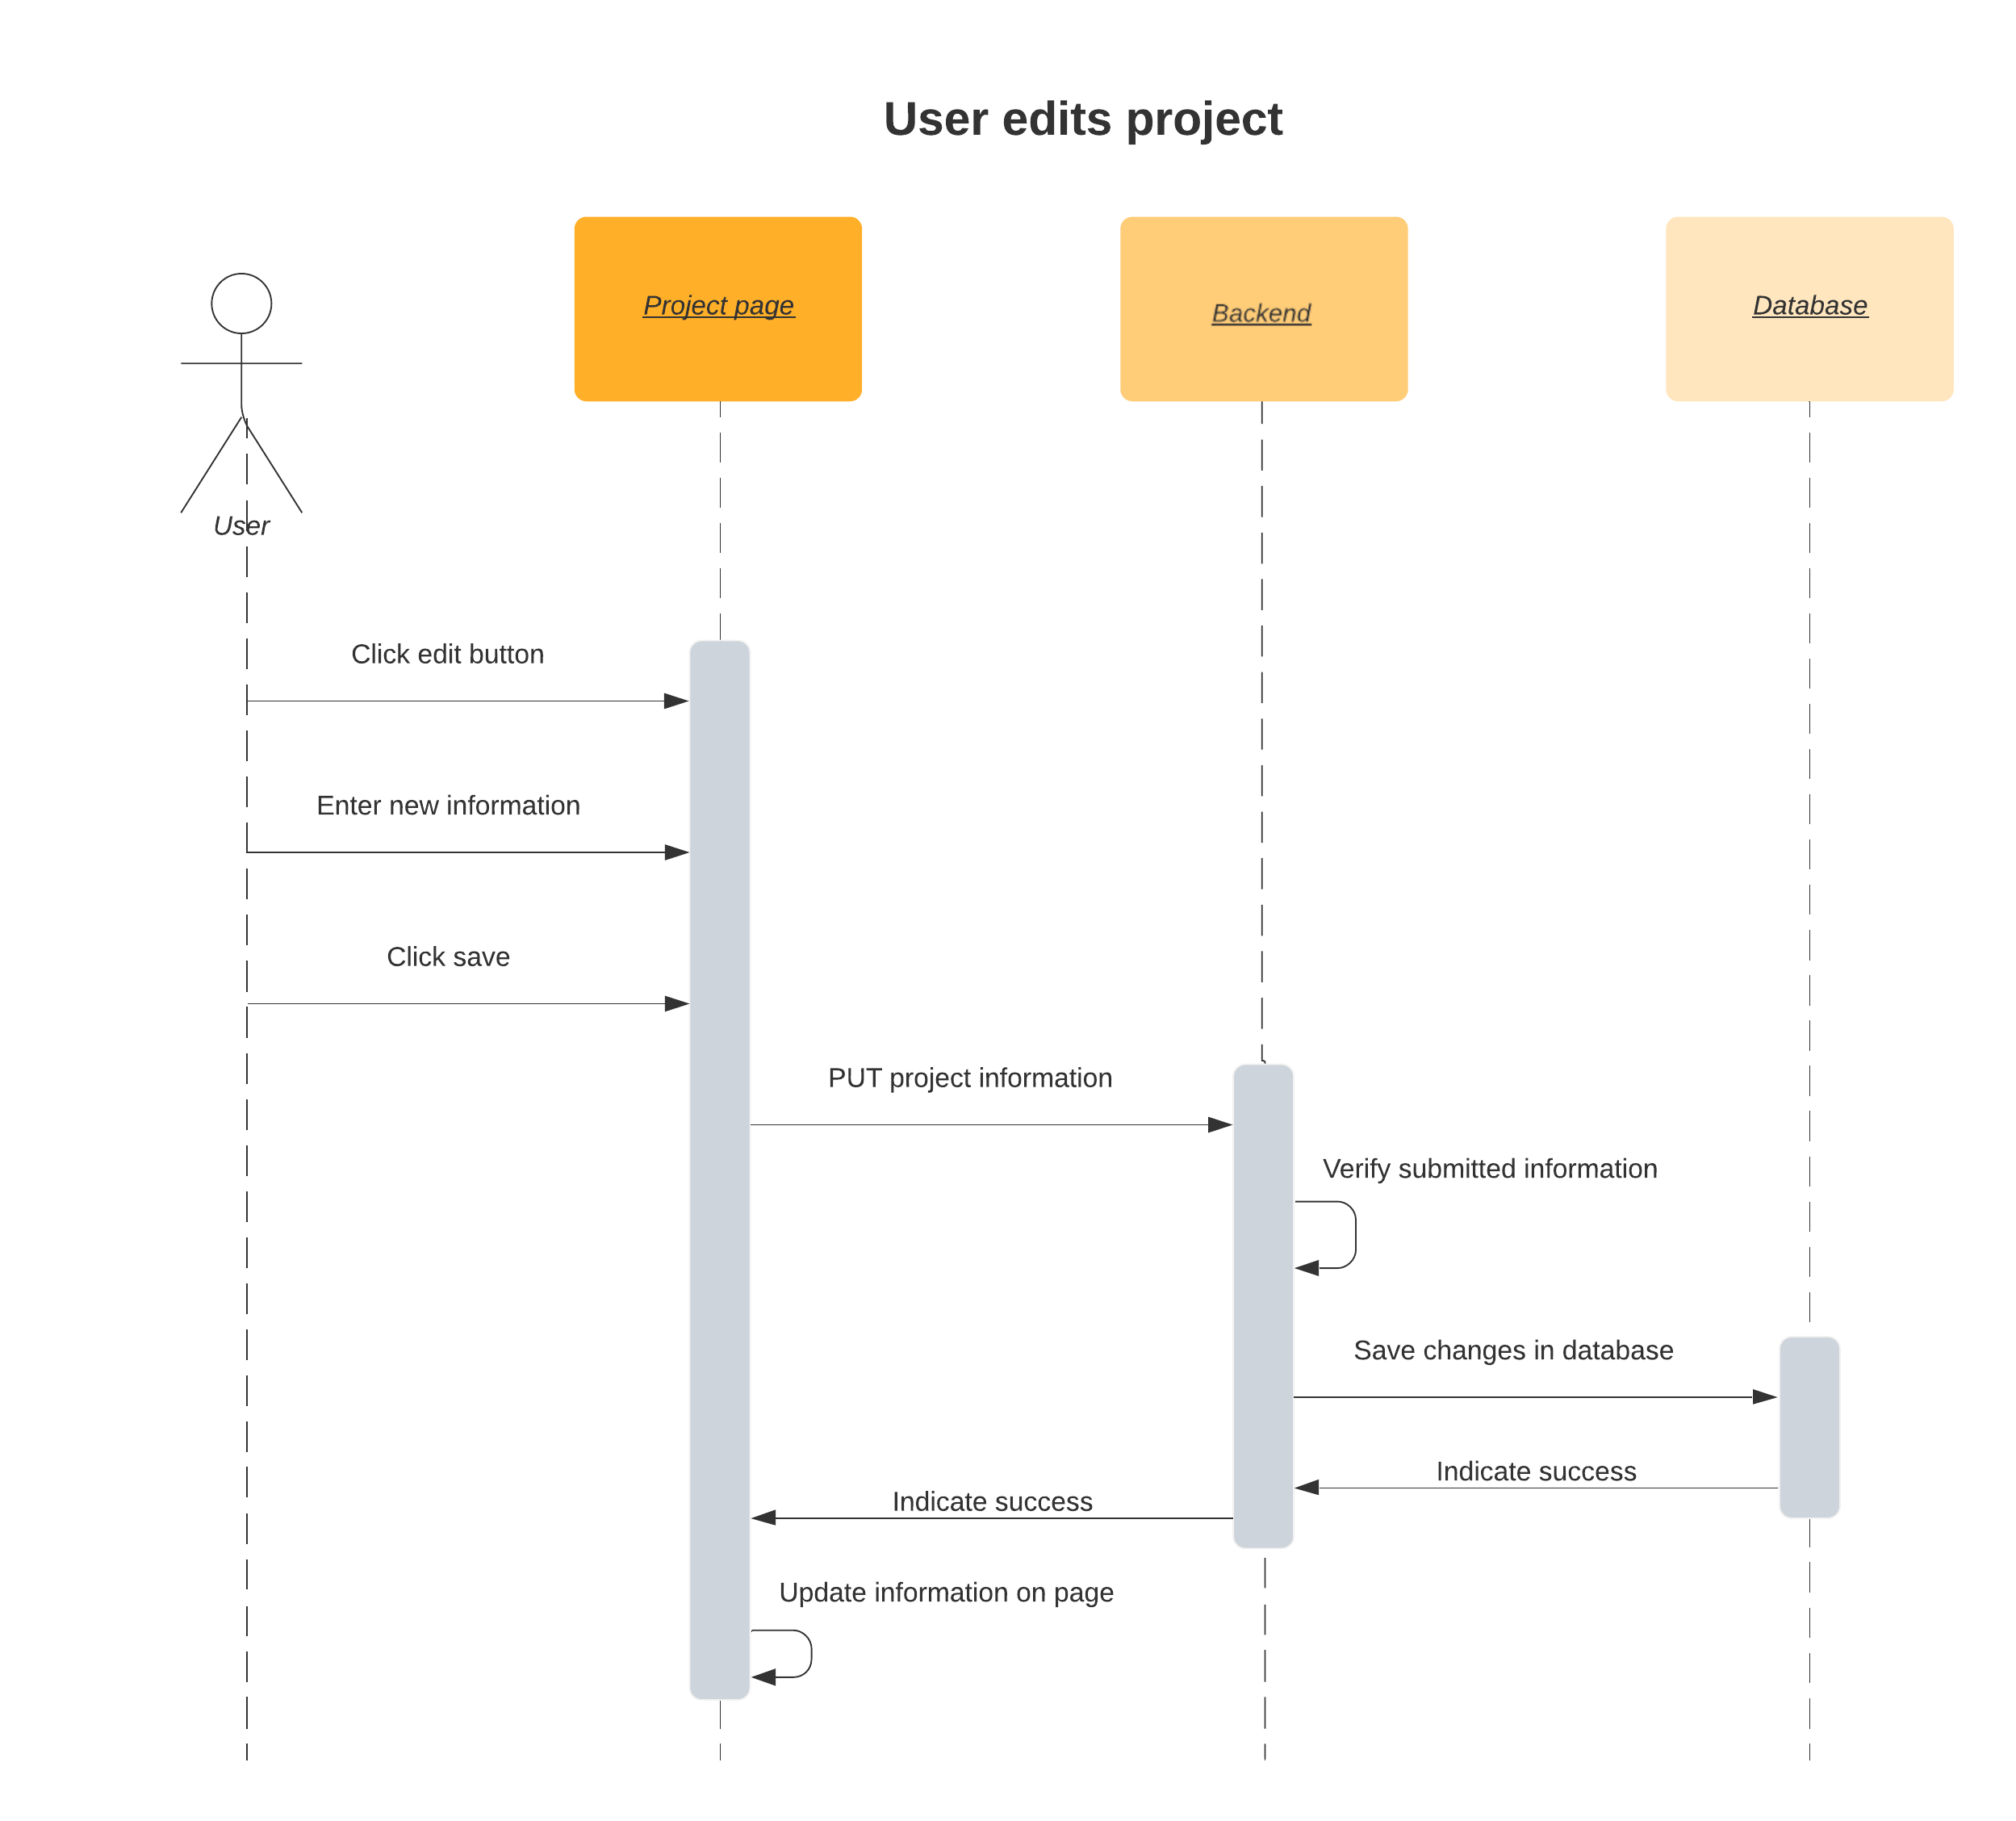 User edits project
Project page
Backend
Database
User
Click edit button
Enter new information
Click save
PUT project information
Verify submitted information
Save changes in database
Indicate success
Indicate success
Update information on page